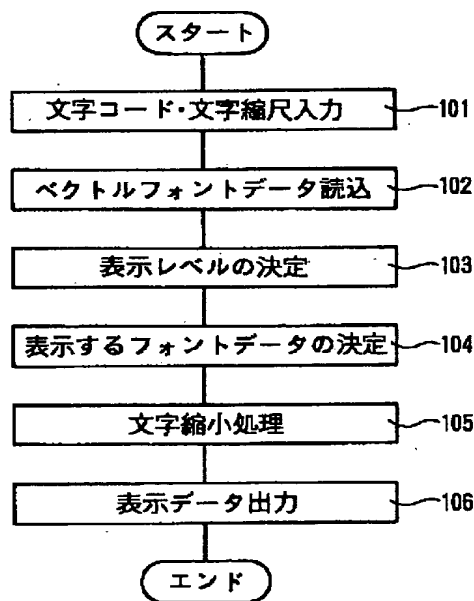 スタート
文字コード・文字縮尺入力 101
ベクトルフォントデータ読込 102
表示レベルの決定 103
表示するフォントデータの決定 104
文字縮小処理 105
表示データ出力 106
エンド